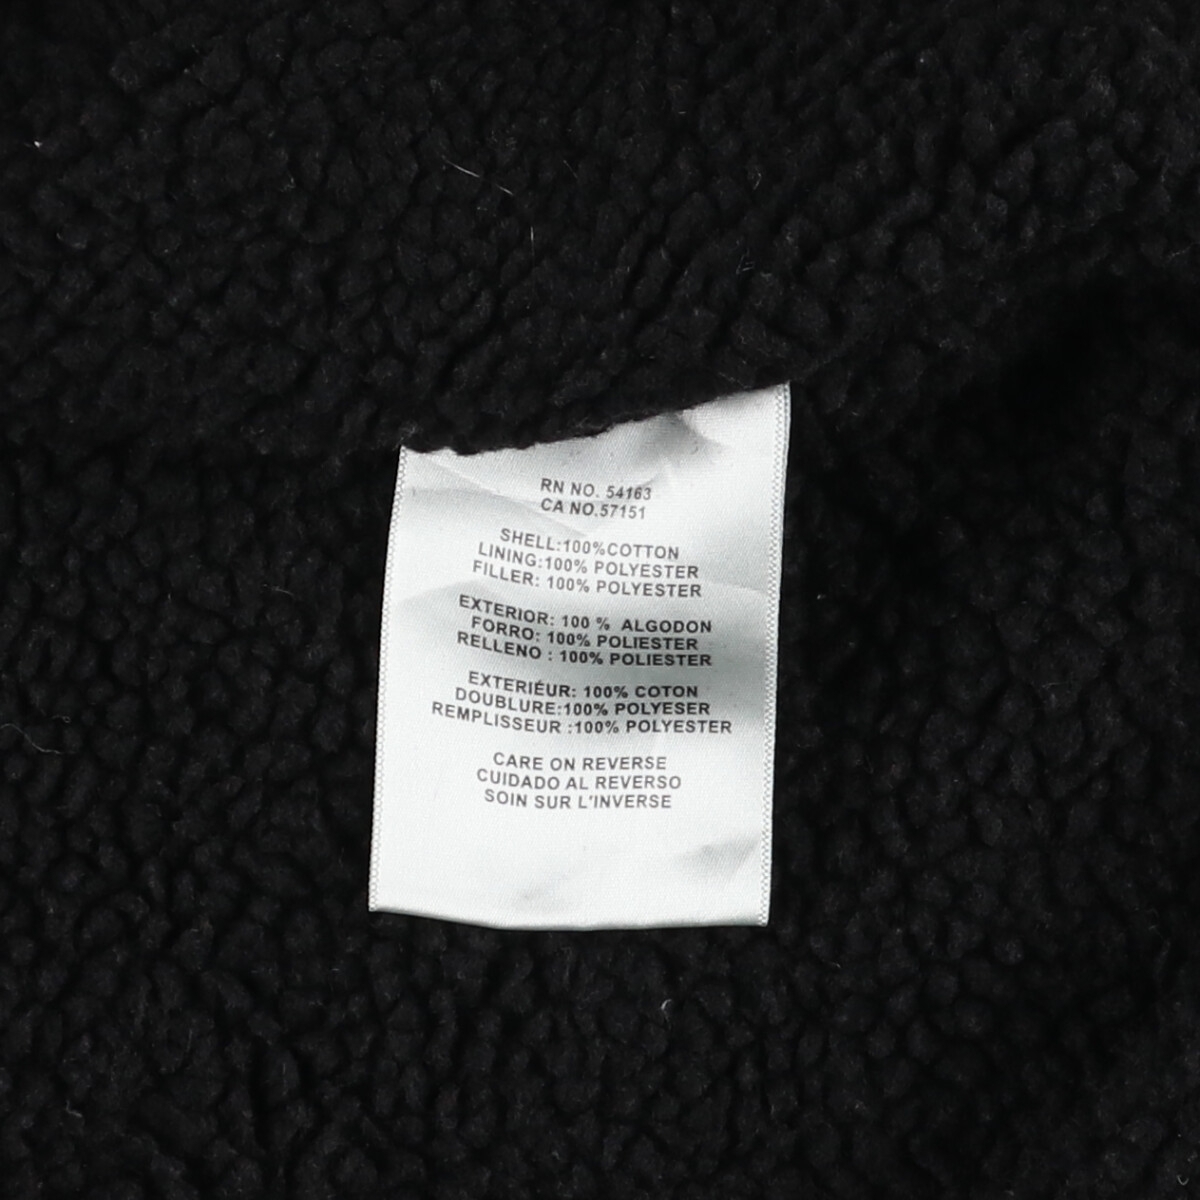 RN NO. 54163
CA NO.57151
SHELL:100%COTTON
LINING:100% POLYESTER
FILLER: 100% POLYESTER
EXTERIOR: 100 % ALGODON
FORRO: 100% POLIESTER
RELLENO : 100% POLIESTER
EXTERIÉUR: 100% COTON
DOUBLURE:100% POLYESER
REMPLISSEUR :100% POLYESTER
CARE ON REVERSE
CUIDADO AL REVERSO
SOIN SUR L'INVERSE